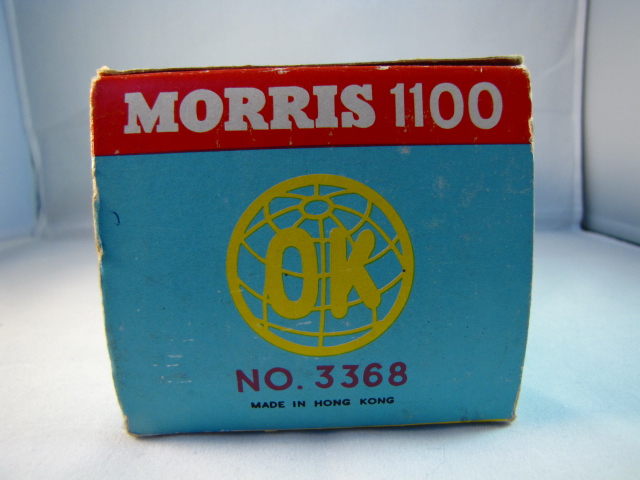 MORRIS 1100
OK
NO. 3368
MADE IN HONG KONG